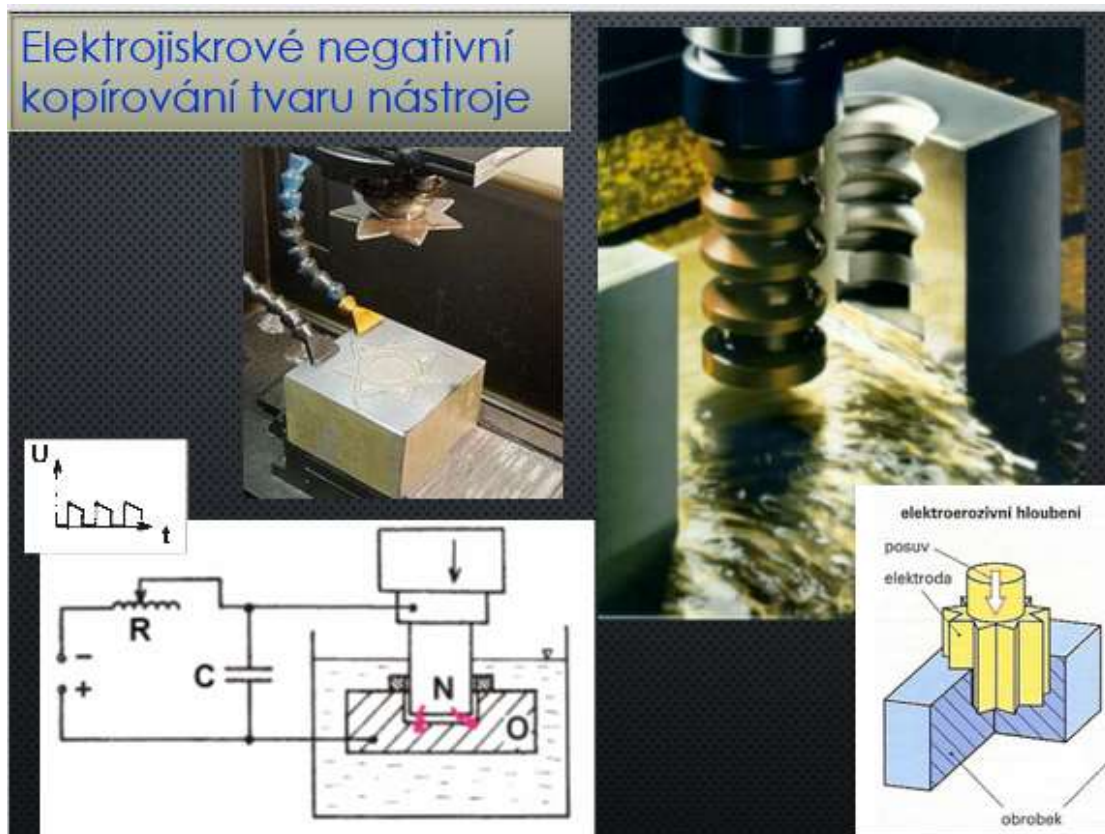 Elektrojiskrové negativní
kopírování tvaru nástroje
U
t
R
-
+
C
N
O
elektroerozivní hloubení
posuv
elektroda
obrobek